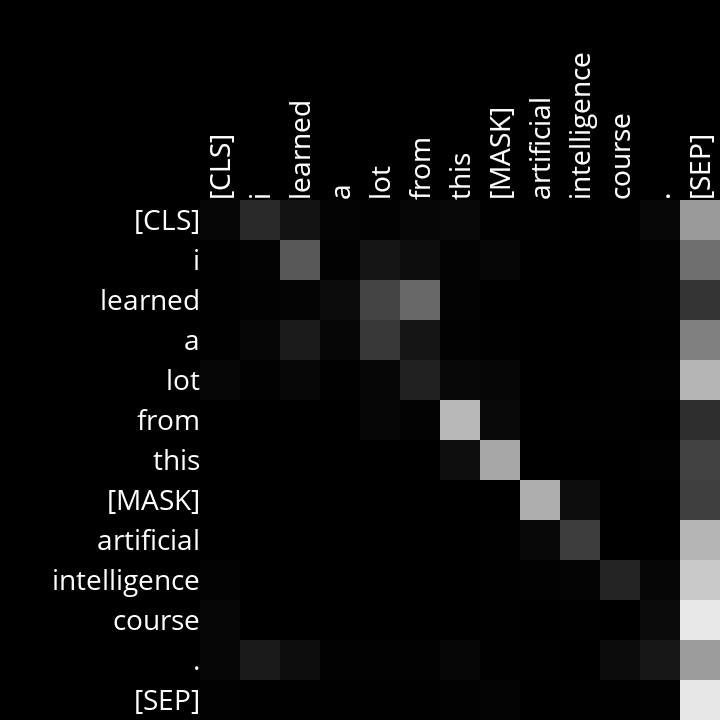 [CLS] i learned a lot from this [MASK] artificial intelligence course . [SEP]
[CLS]
i
learned
a
lot
from
this
[MASK]
artificial
intelligence
course
.
[SEP]